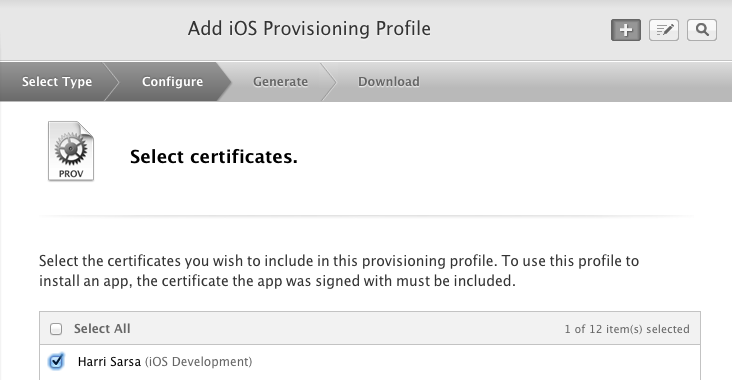 Add iOS Provisioning Profile
Select Type Configure Generate Download
PROV
Select certificates.
Select the certificates you wish to include in this provisioning profile. To use this profile to
install an app, the certificate the app was signed with must be included.
Select All 1 of 12 item(s) selected
Harri Sarsa (iOS Development)